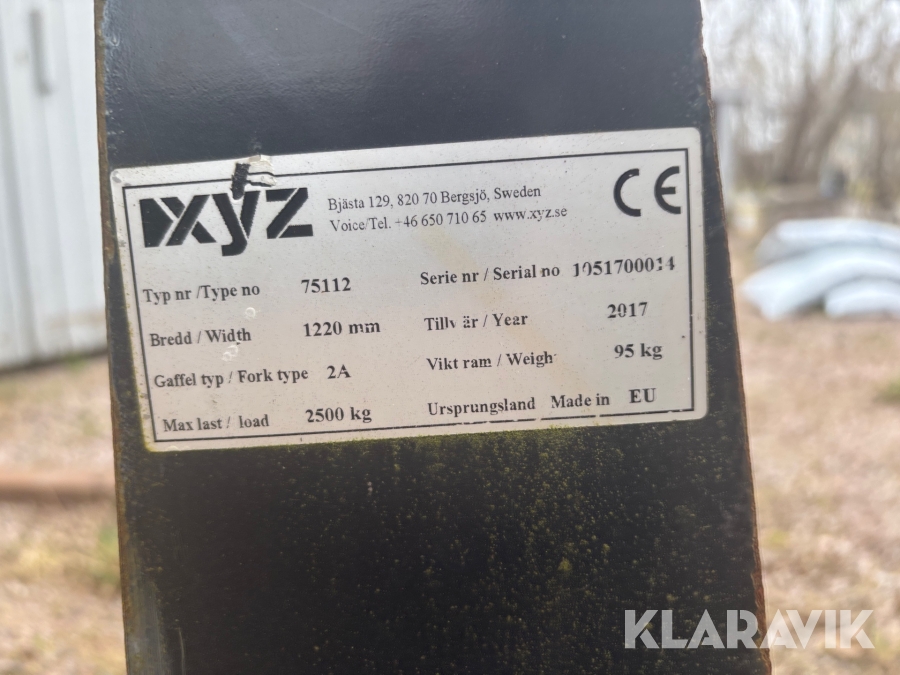 XYZ
Bjästa 129, 820 70 Bergsjö, Sweden
Voice/Tel. +46 650 710 65 www.xyz.se
CE
Typ nr /Type no 75112
Serie nr / Serial no 1051700014
Bredd / Width 1220 mm
Tillv är / Year 2017
Gaffel typ / Fork type 2A
Vikt ram / Weigh 95 kg
Max last / load 2500 kg
Ursprungsland Made in EU
KLARAVIK